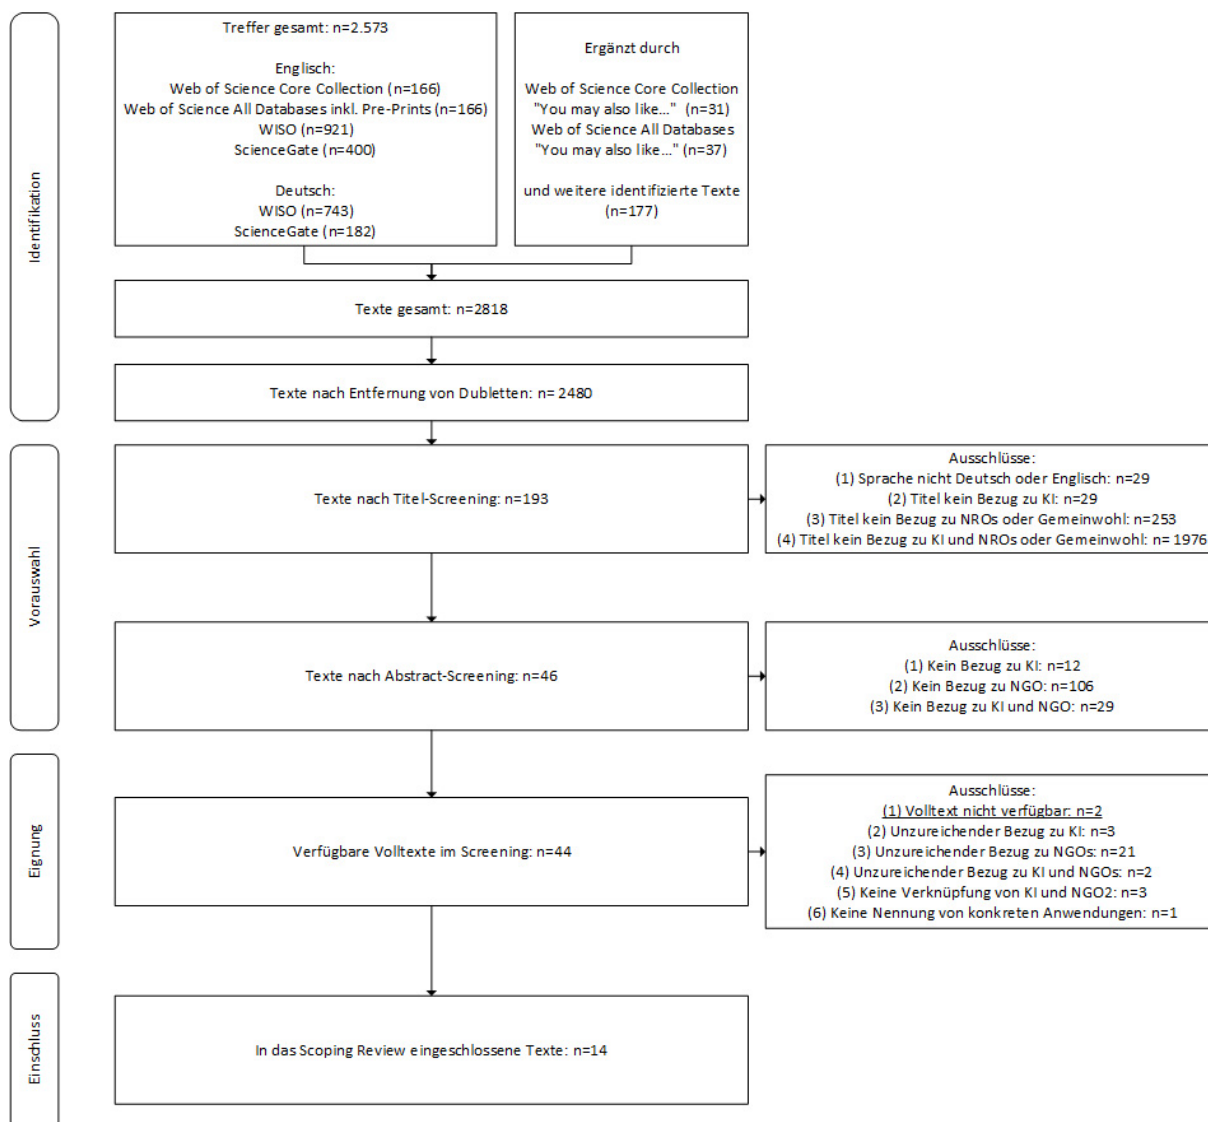 Identifikation
Treffer gesamt: n=2.573
Englisch:
Web of Science Core Collection (n=166)
Web of Science All Databases inkl. Pre-Prints (n=166)
WISO (n=921)
ScienceGate (n=400)
Deutsch:
WISO (n=743)
ScienceGate (n=182)
Ergänzt durch
Web of Science Core Collection
"You may also like..." (n=31)
Web of Science All Databases
"You may also like..." (n=37)
und weitere identifizierte Texte
(n=177)
Texte gesamt: n=2818
Texte nach Entfernung von Dubletten: n= 2480
Vorauswahl
Texte nach Titel-Screening: n=193
Ausschlüsse:
(1) Sprache nicht Deutsch oder Englisch: n=29
(2) Titel kein Bezug zu KI: n=29
(3) Titel kein Bezug zu NROs oder Gemeinwohl: n=253
(4) Titel kein Bezug zu KI und NROs oder Gemeinwohl: n= 1976
Texte nach Abstract-Screening: n=46
Ausschlüsse:
(1) Kein Bezug zu KI: n=12
(2) Kein Bezug zu NGO: n=106
(3) Kein Bezug zu KI und NGO: n=29
Eignung
Verfügbare Volltexte im Screening: n=44
Ausschlüsse:
(1) Volltext nicht verfügbar: n=2
(2) Unzureichender Bezug zu KI: n=3
(3) Unzureichender Bezug zu NGOs: n=21
(4) Unzureichender Bezug zu KI und NGOs: n=2
(5) Keine Verknüpfung von KI und NGO2: n=3
(6) Keine Nennung von konkreten Anwendungen: n=1
Einschluss
In das Scoping Review eingeschlossene Texte: n=14